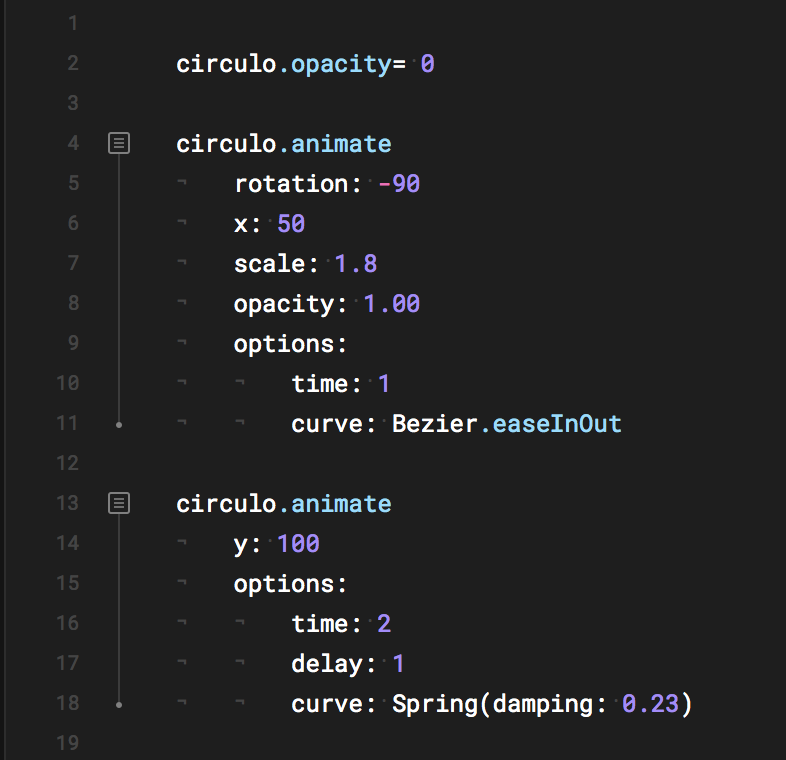 1
2 circulo.opacity= 0
3
4 circulo.animate
5 rotation: -90
6 x: 50
7 scale: 1.8
8 opacity: 1.00
9 options:
10 time: 1
11 curve: Bezier.easeInOut
12
13 circulo.animate
14 y: 100
15 options:
16 time: 2
17 delay: 1
18 curve: Spring(damping: 0.23)
19